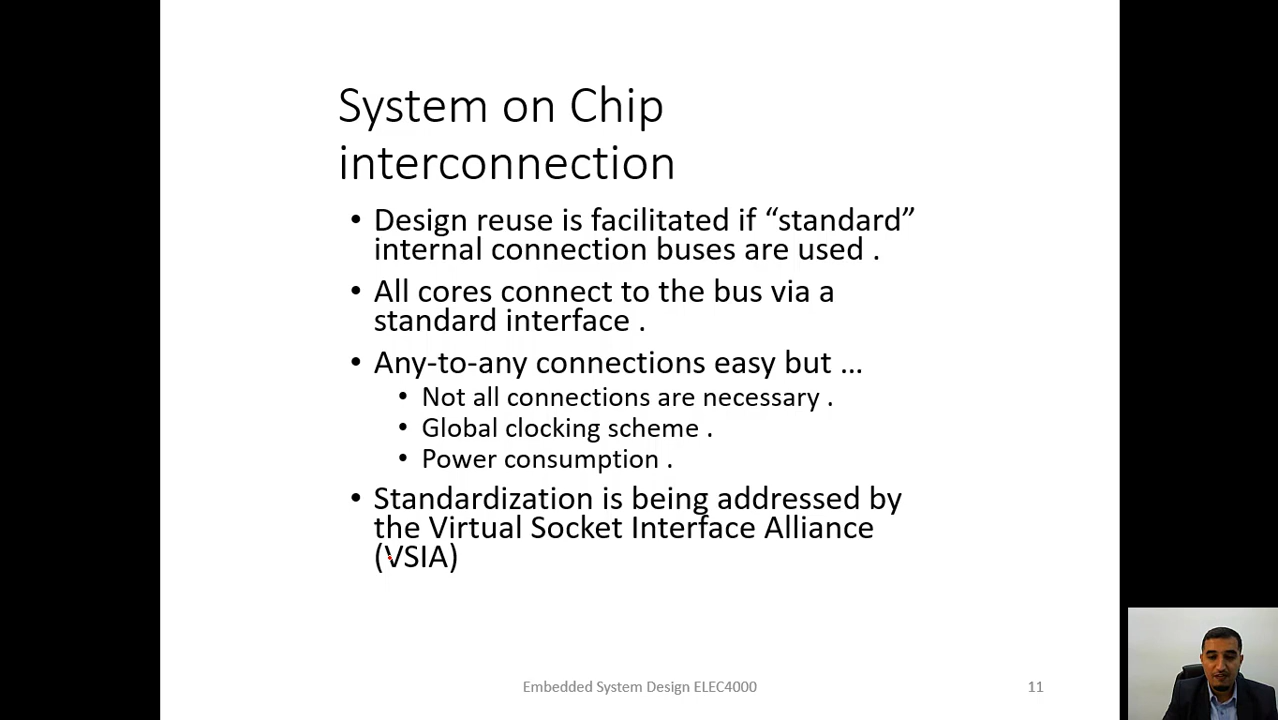 System on Chip
interconnection
• Design reuse is facilitated if “standard”
internal connection buses are used .
• All cores connect to the bus via a
standard interface .
• Any-to-any connections easy but …
• Not all connections are necessary .
• Global clocking scheme .
• Power consumption .
• Standardization is being addressed by
the Virtual Socket Interface Alliance
(VSIA)
Embedded System Design ELEC4000
11